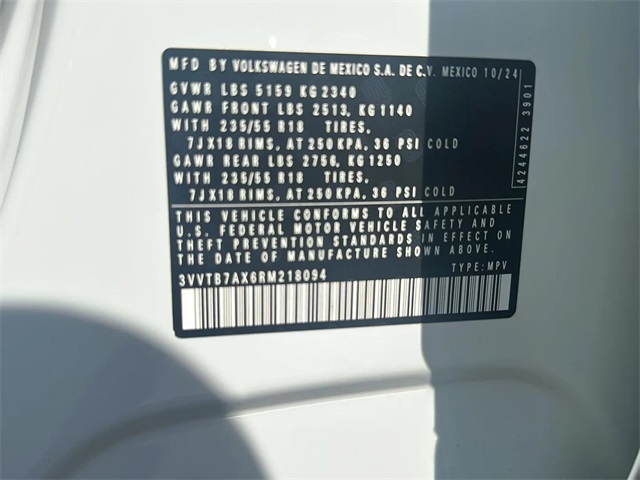 MFD BY VOLKSWAGEN DE MEXICO S.A. DE C.V. MEXICO 10/24
GVWR LBS 5159 KG 2340
GAWR FRONT LBS 2513, KG 1140
WITH 235/55 R18 TIRES,
7JX18 RIMS, AT 250 KPA, 36 PSI COLD
GAWR REAR LBS 2756, KG 1250
WITH 235/55 R18 TIRES,
7JX18 RIMS, AT 250 KPA, 36 PSI COLD
THIS VEHICLE CONFORMS TO ALL APPLICABLE
U.S. FEDERAL MOTOR VEHICLE SAFETY AND
THEFT PREVENTION STANDARDS IN EFFECT ON
THE DATE OF MANUFACTURE SHOWN ABOVE.
3VVTB7AX6RM218094 TYPE: MPV
4244622 3901